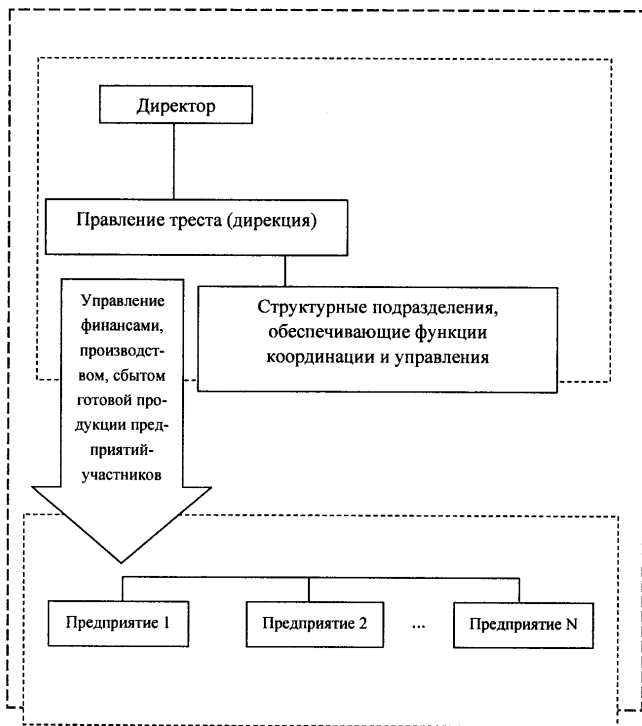 Директор
Правление треста (дирекция)
Управление
финансами,
производст-
вом, сбытом
готовой про-
дукции пред-
приятий-
участников
Структурные подразделения,
обеспечивающие функции
координации и управления
Предприятие 1
Предприятие 2
...
Предприятие N